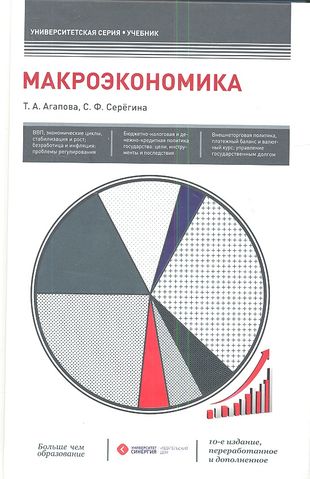 УНИВЕРСИТЕТСКАЯ СЕРИЯ • УЧЕБНИК
МАКРОЭКОНОМИКА
Т. А. Агапова, С. Ф. Серёгина
ВВП, экономические циклы,
стабилизация и рост;
безработица и инфляция:
проблемы регулирования
Бюджетно-налоговая и де-
нежно-кредитная политика
государства: цели, инстру-
менты и последствия
Внешнеторговая политика,
платежный баланс и валют-
ный курс; управление
государственным долгом
Больше чем
образование
УНИВЕРСИТЕТ
СИНЕРГИЯ
ИЗДАТЕЛЬСКИЙ
ДОМ
10-е издание,
переработанное
и дополненное